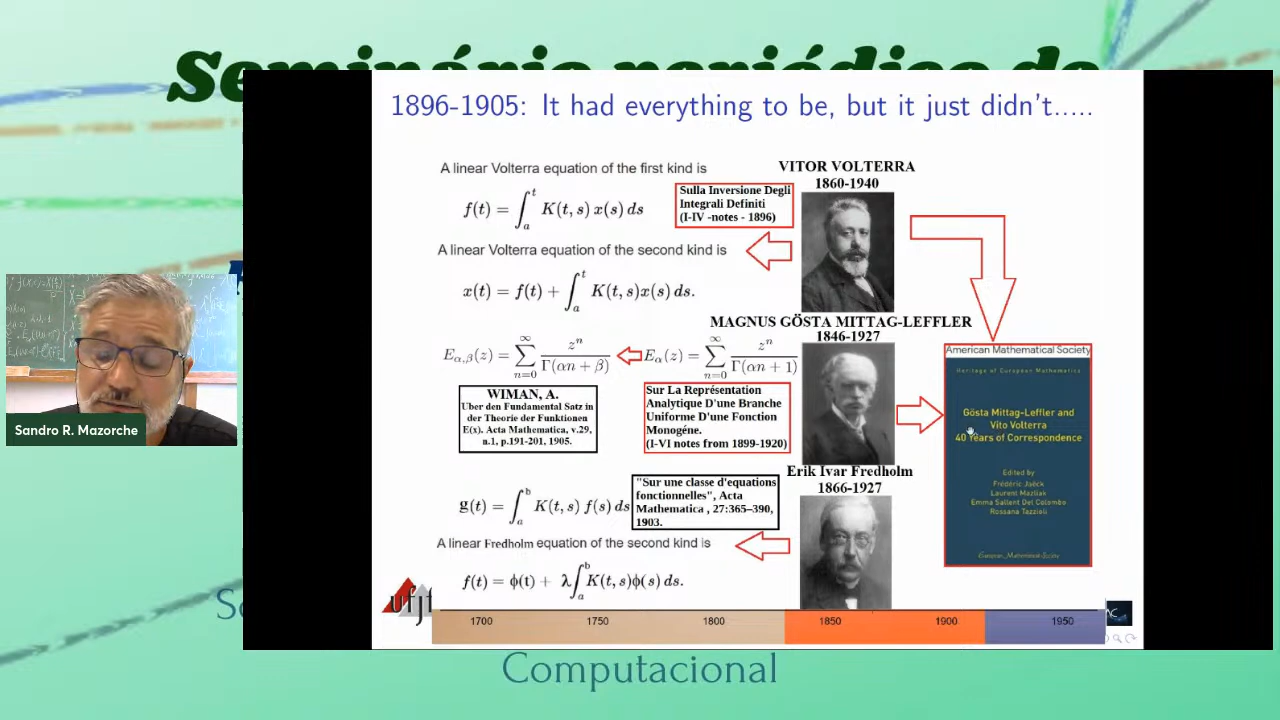 Seminário periódico de
1896-1905: It had everything to be, but it just didn't.....
A linear Volterra equation of the first kind is
f(t) = ∫_a^t K(t, s) x(s) ds
Sulla Inversione Degli
Integrali Definiti
(I-IV -notes - 1896)
VITOR VOLTERRA
1860-1940
A linear Volterra equation of the second kind is
x(t) = f(t) + ∫_a^t K(t, s)x(s) ds.
MAGNUS GÖSTA MITTAG-LEFFLER
1846-1927
E_{α,β}(z) = ∑_{n=0}^∞ z^n / Γ(αn + β)
E_α(z) = ∑_{n=0}^∞ z^n / Γ(αn + 1)
WIMAN, A.
Uber den Fundamental Satz in
der Theorie der Funktionen
E(x). Acta Mathematica, v.29,
n.1, p.191-201, 1905.
Sur La Représentation
Analytique D'une Branche
Uniforme D'une Fonction
Monogéne.
(I-VI notes from 1899-1920)
American Mathematical Society
Heritage of European Mathematics
Gösta Mittag-Leffler and
Vito Volterra
40 Years of Correspondence
Edited by
Frédéric Jaëck
Laurent Mazliak
Emma Sallent Del Colombo
Rossana Tazzioli
European Mathematical Society
Erik Ivar Fredholm
1866-1927
g(t) = ∫_a^b K(t, s) f(s) ds
"Sur une classe d'equations
fonctionnelles", Acta
Mathematica , 27:365–390,
1903.
A linear Fredholm equation of the second kind is
f(t) = ϕ(t) + λ∫_a^b K(t, s)ϕ(s) ds.
ufjf
1700 1750 1800 1850 1900 1950
Sandro R. Mazorche
Computacional